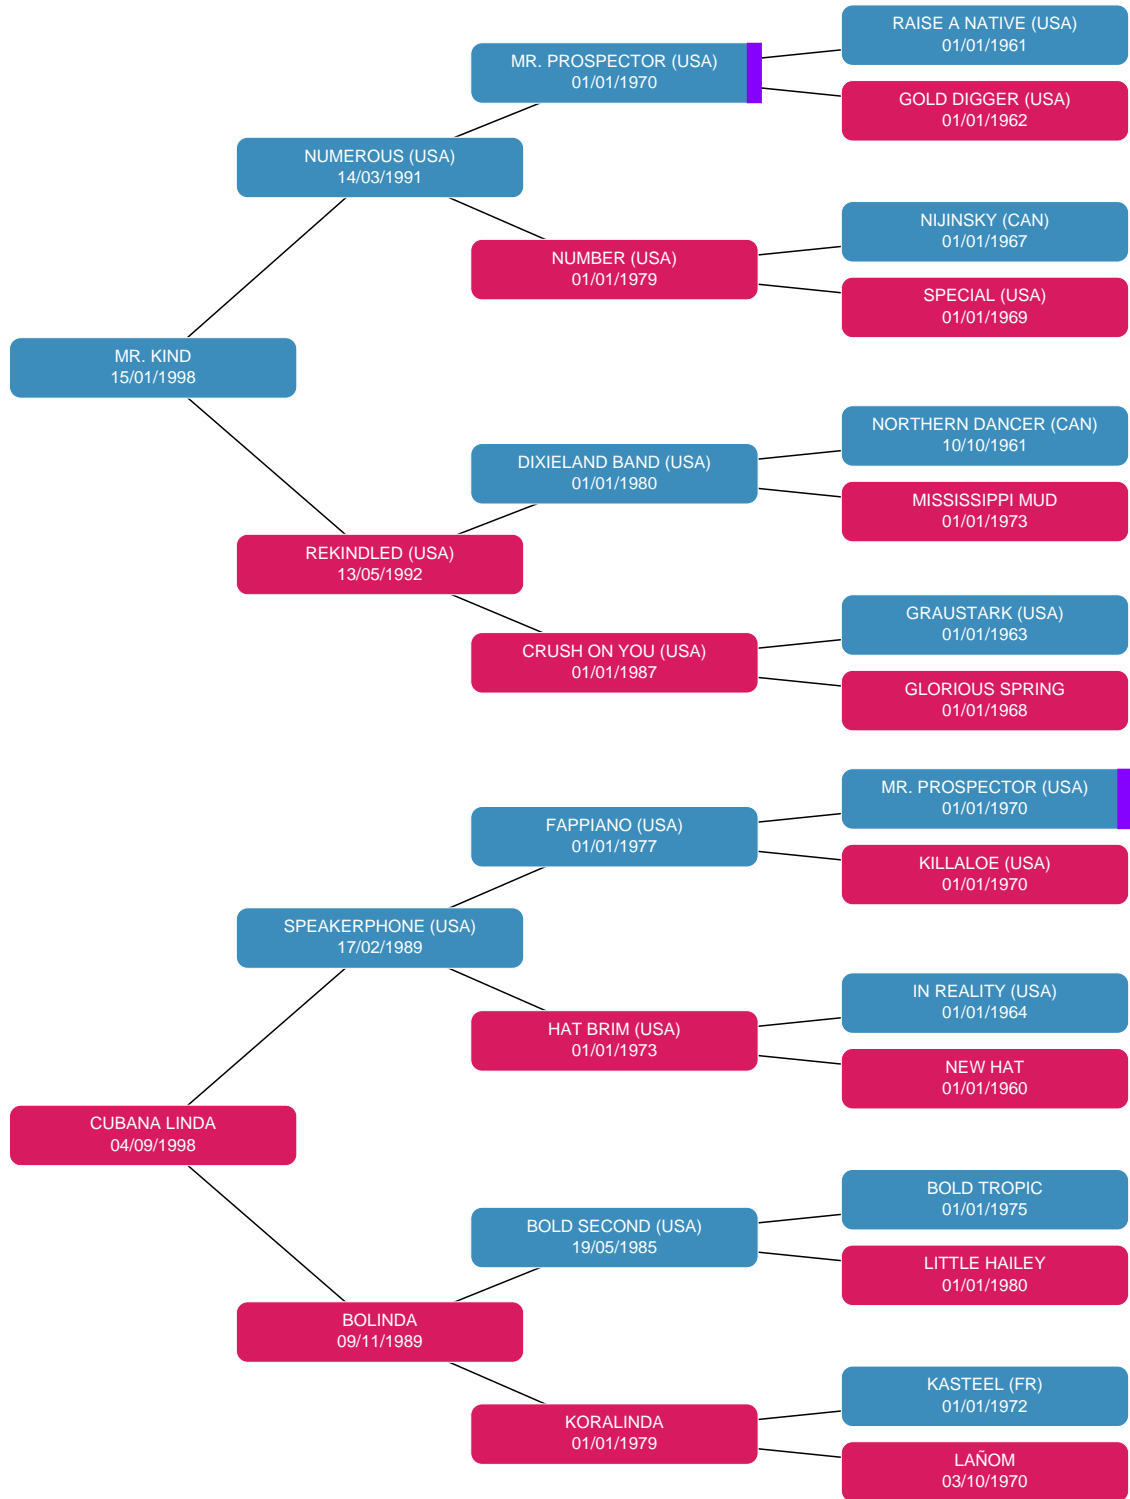 RAISE A NATIVE (USA)
01/01/1961
MR. PROSPECTOR (USA)
01/01/1970
GOLD DIGGER (USA)
01/01/1962
NUMEROUS (USA)
14/03/1991
NIJINSKY (CAN)
01/01/1967
NUMBER (USA)
01/01/1979
SPECIAL (USA)
01/01/1969
MR. KIND
15/01/1998
NORTHERN DANCER (CAN)
10/10/1961
DIXIELAND BAND (USA)
01/01/1980
MISSISSIPPI MUD
01/01/1973
REKINDLED (USA)
13/05/1992
GRAUSTARK (USA)
01/01/1963
CRUSH ON YOU (USA)
01/01/1987
GLORIOUS SPRING
01/01/1968
MR. PROSPECTOR (USA)
01/01/1970
FAPPIANO (USA)
01/01/1977
KILLALOE (USA)
01/01/1970
SPEAKERPHONE (USA)
17/02/1989
IN REALITY (USA)
01/01/1964
HAT BRIM (USA)
01/01/1973
NEW HAT
01/01/1960
CUBANA LINDA
04/09/1998
BOLD TROPIC
01/01/1975
BOLD SECOND (USA)
19/05/1985
LITTLE HAILEY
01/01/1980
BOLINDA
09/11/1989
KASTEEL (FR)
01/01/1972
KORALINDA
01/01/1979
LAÑOM
03/10/1970